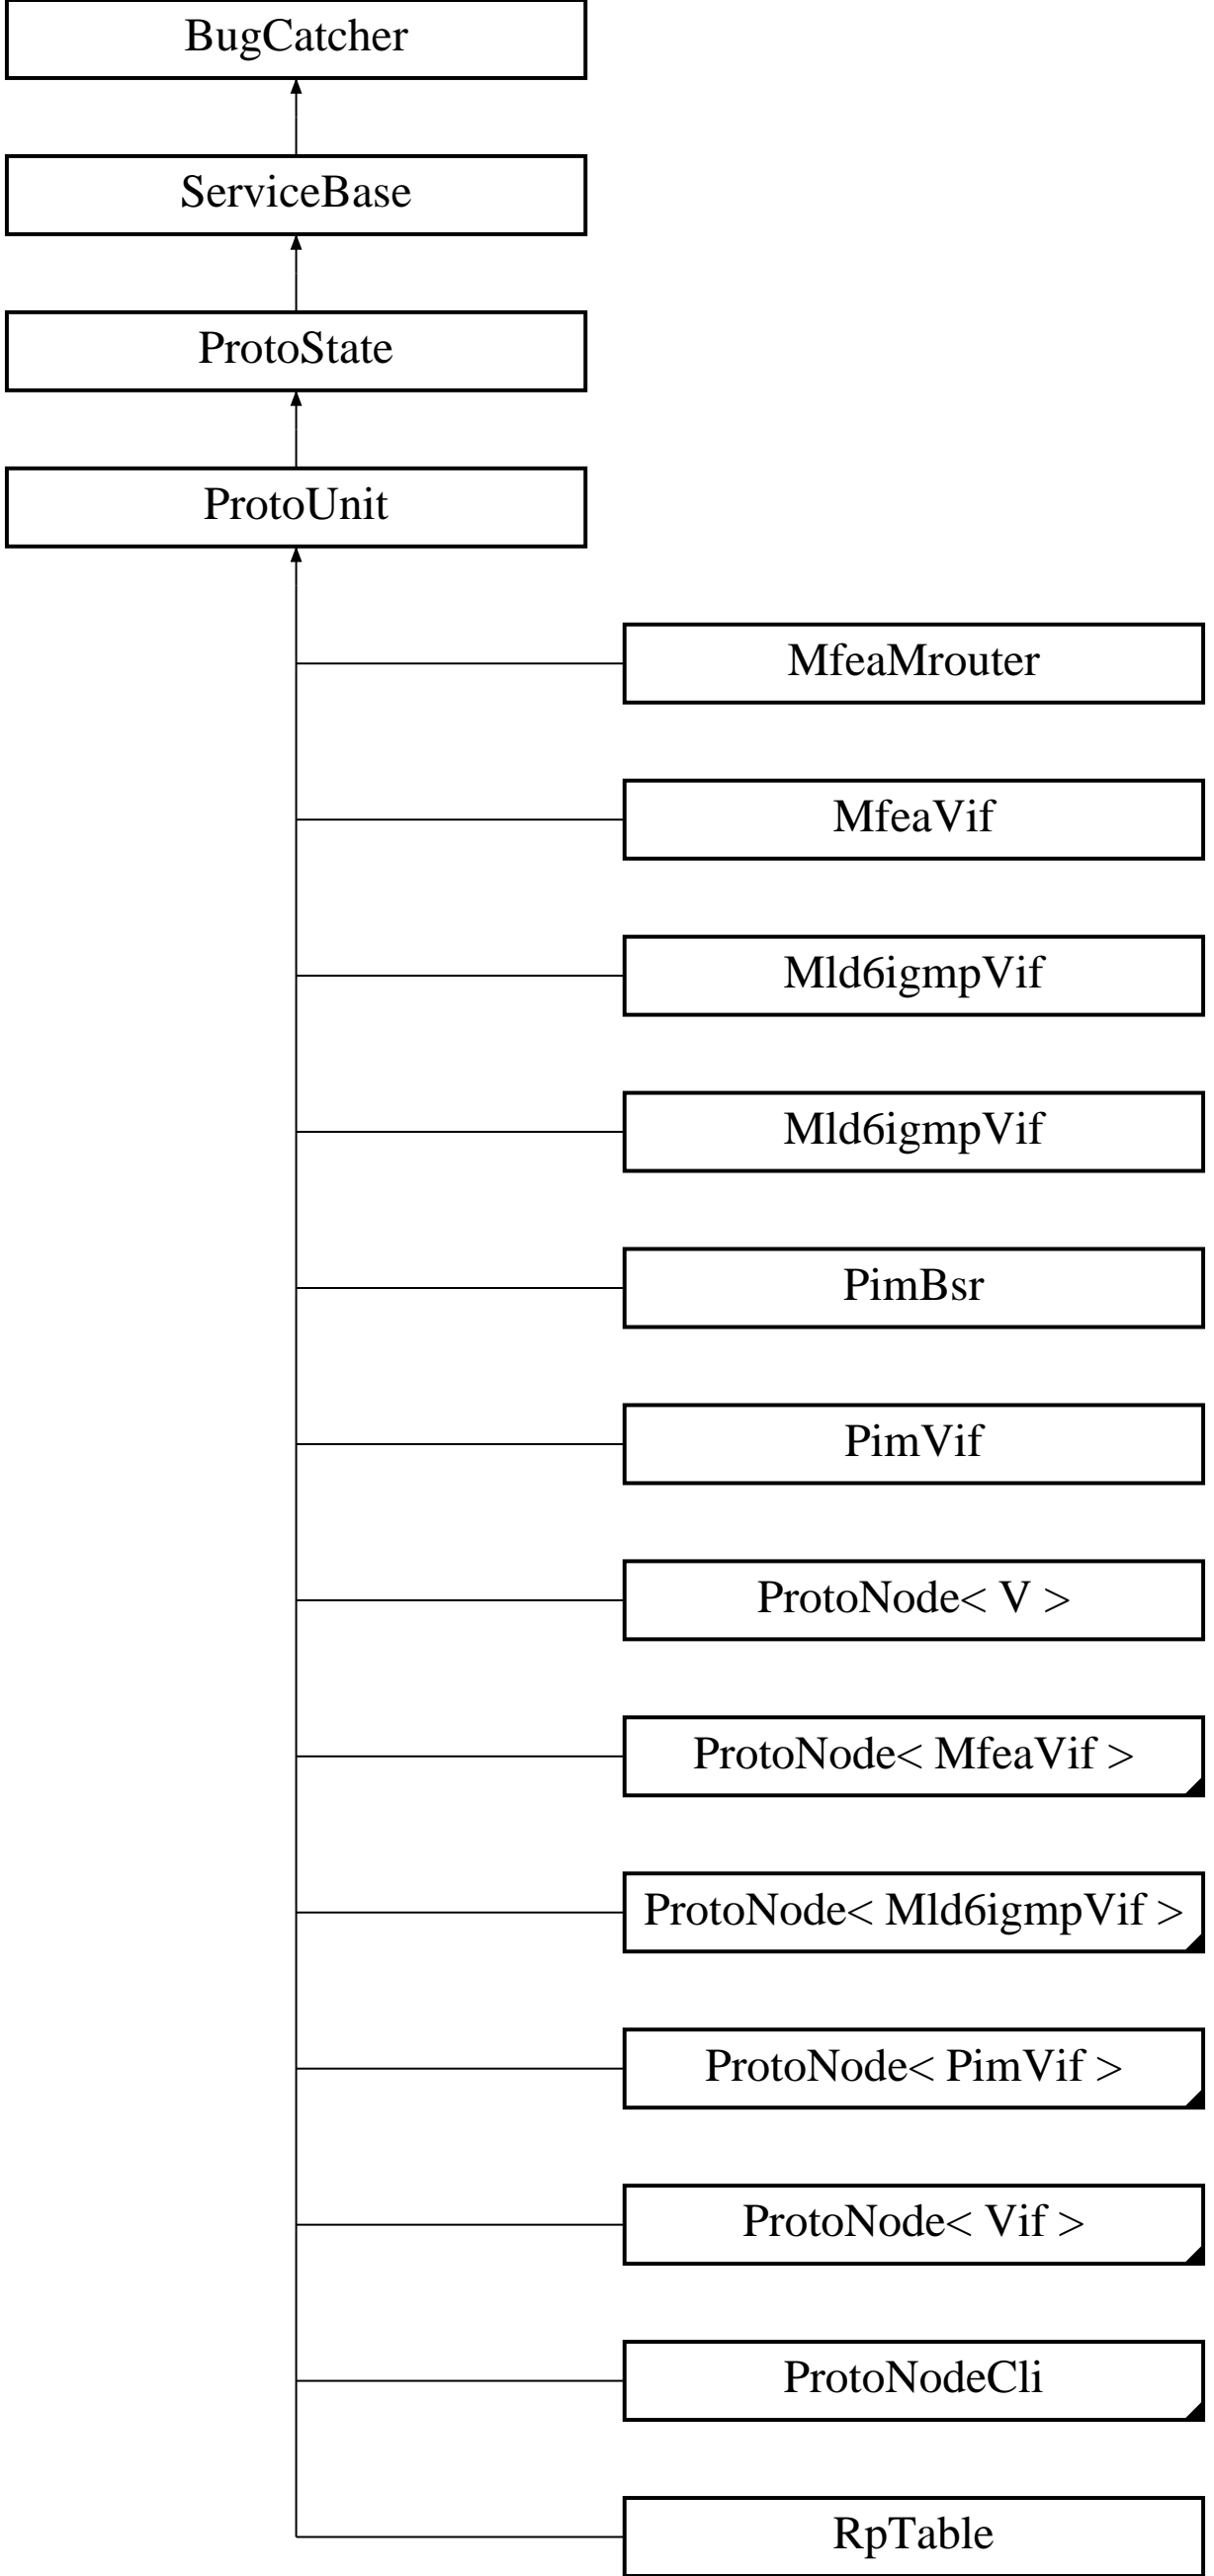 BugCatcher
ServiceBase
ProtoState
ProtoUnit
MfeaMrouter
MfeaVif
Mld6igmpVif
Mld6igmpVif
PimBsr
PimVif
ProtoNode< V >
ProtoNode< MfeaVif >
ProtoNode< Mld6igmpVif >
ProtoNode< PimVif >
ProtoNode< Vif >
ProtoNodeCli
RpTable